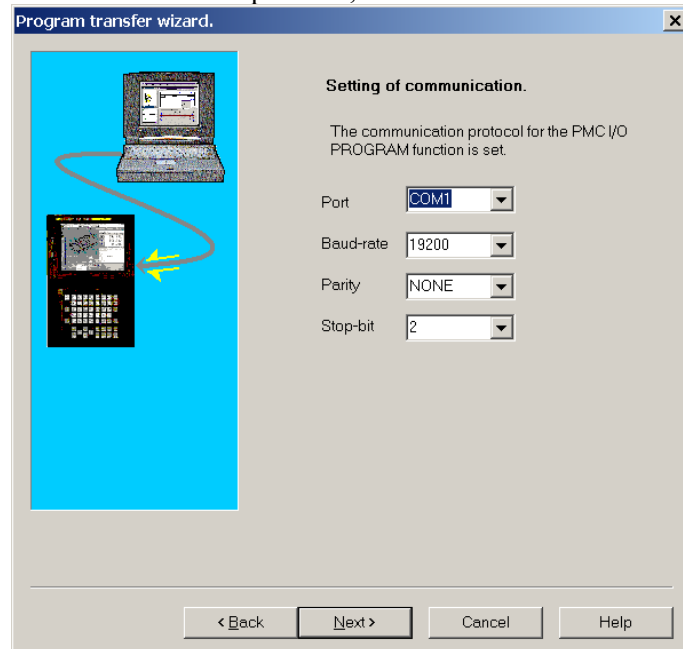 Program transfer wizard.
Setting of communication.
The communication protocol for the PMC I/O
PROGRAM function is set.
Port COM1
Baud-rate 19200
Parity NONE
Stop-bit 2
< Back Next > Cancel Help